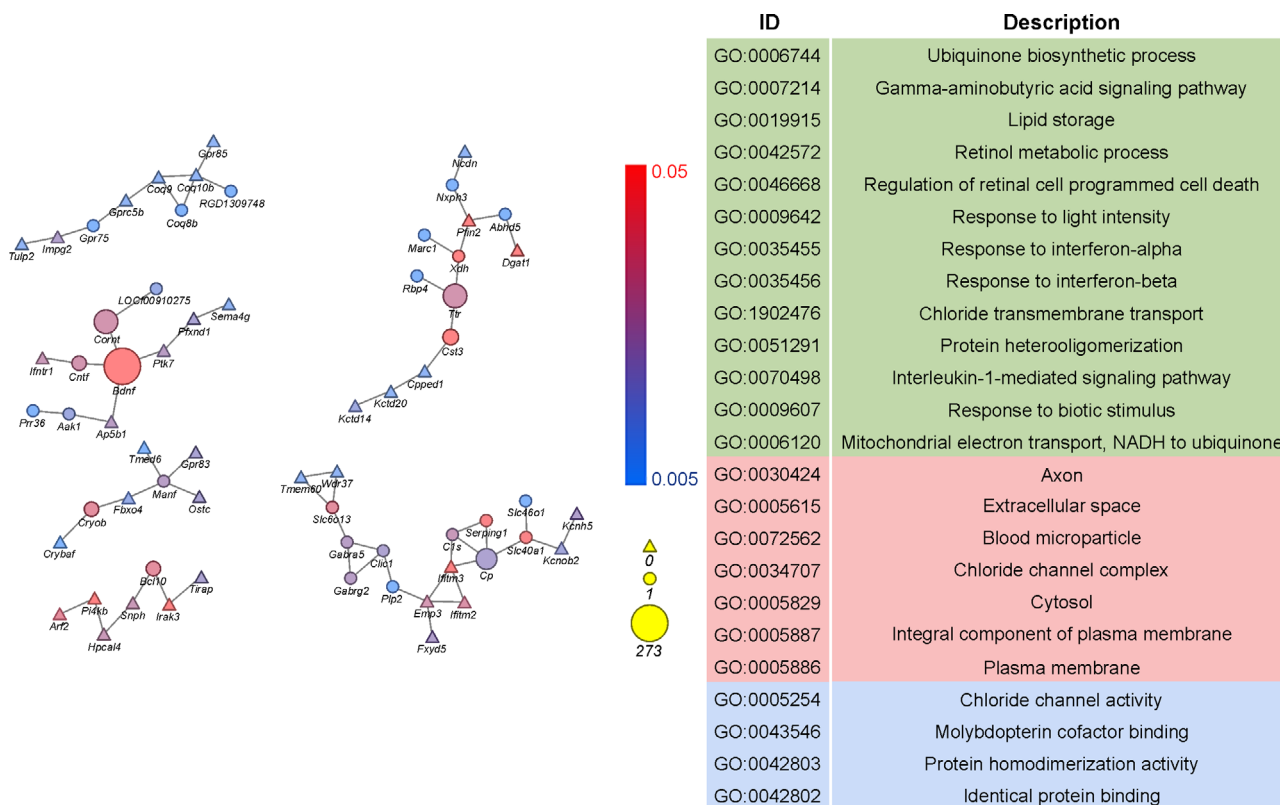 Gpr85
Coq9
Coq10b
RGD1309748
Gprc5b
Coq8b
Gpr75
Impg2
Tulp2
LOC100910275
Sema4g
Comt
Plxnd1
Ifntr1
Cntf
Ptk7
Bdnf
Prr36
Aak1
Ap5b1
Tmed6
Gpr83
Manf
Fbxo4
Ostc
Cryob
Crybaf
Bcl10
Tirap
Pi4kb
Snph
Irak3
Arf2
Hpcal4
Ncdn
Nxph3
Pfin2
Abhd5
Marc1
Xdh
Dgat1
Rbp4
Ttr
Cst3
Cpped1
Kctd20
Kctd14
Tmem60
Wdr37
Slc6o13
Slc46o1
Kcnh5
Serping1
C1s
Slc40a1
Gabra5
Clic1
Kcnob2
Ifitm3
Cp
Gabrg2
Plp2
Emp3
Ifitm2
Fxyd5
0.05
0.005
0
1
273
ID Description
GO:0006744 Ubiquinone biosynthetic process
GO:0007214 Gamma-aminobutyric acid signaling pathway
GO:0019915 Lipid storage
GO:0042572 Retinol metabolic process
GO:0046668 Regulation of retinal cell programmed cell death
GO:0009642 Response to light intensity
GO:0035455 Response to interferon-alpha
GO:0035456 Response to interferon-beta
GO:1902476 Chloride transmembrane transport
GO:0051291 Protein heterooligomerization
GO:0070498 Interleukin-1-mediated signaling pathway
GO:0009607 Response to biotic stimulus
GO:0006120 Mitochondrial electron transport, NADH to ubiquinone
GO:0030424 Axon
GO:0005615 Extracellular space
GO:0072562 Blood microparticle
GO:0034707 Chloride channel complex
GO:0005829 Cytosol
GO:0005887 Integral component of plasma membrane
GO:0005886 Plasma membrane
GO:0005254 Chloride channel activity
GO:0043546 Molybdopterin cofactor binding
GO:0042803 Protein homodimerization activity
GO:0042802 Identical protein binding